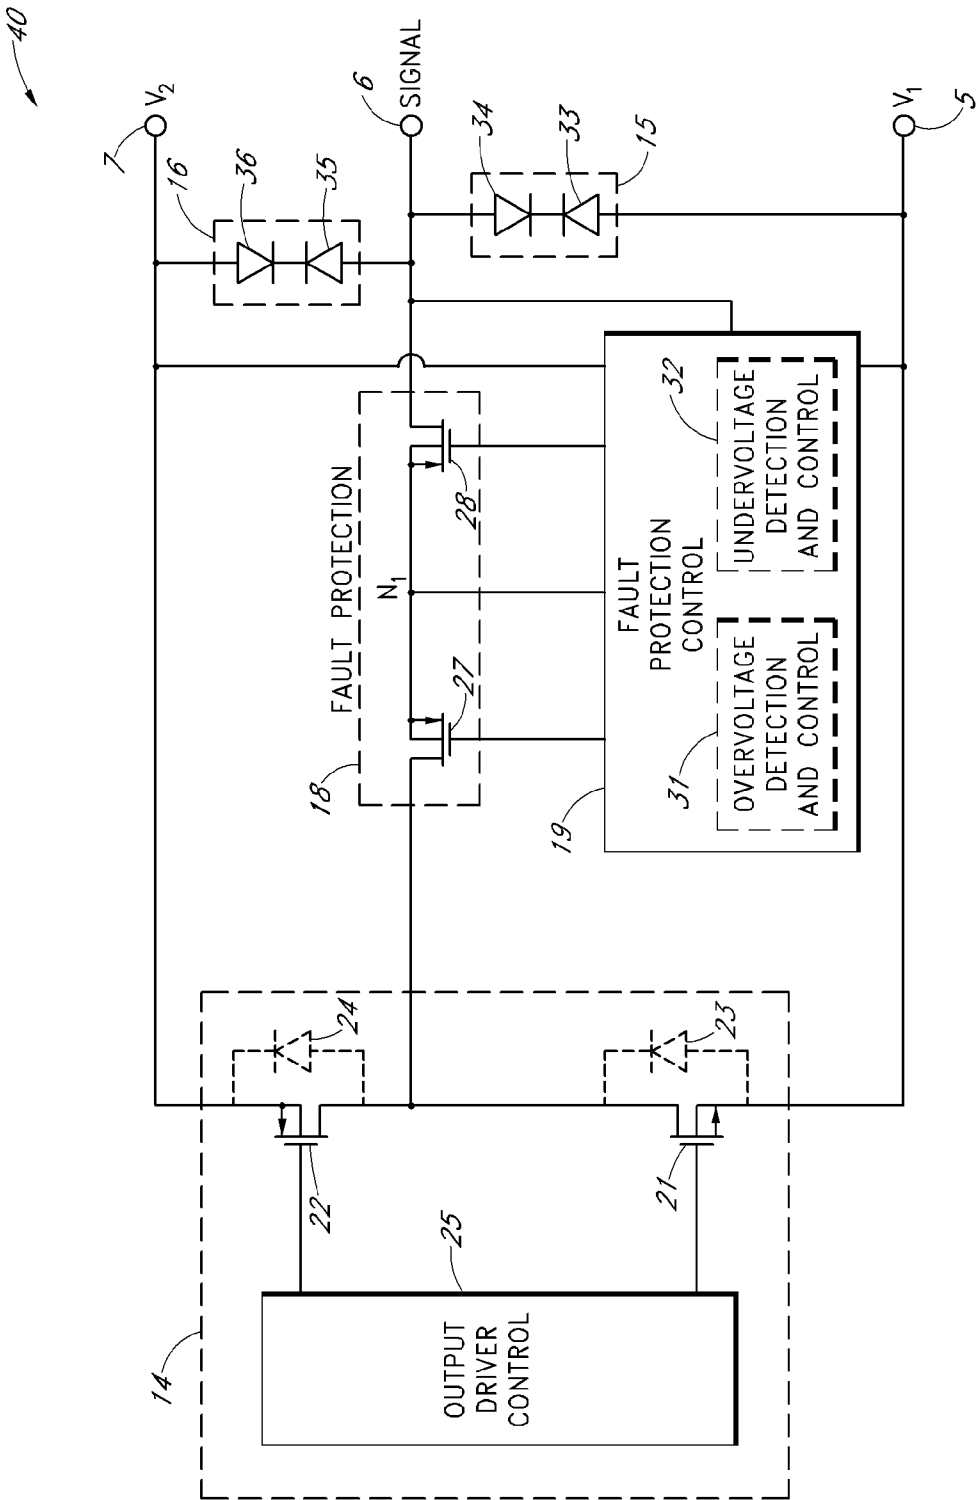 40
V2
7
SIGNAL
6
V1
5
16
36
35
34
33
15
FAULT PROTECTION
18
N1
27
28
FAULT
PROTECTION
CONTROL
19
31
OVERVOLTAGE
DETECTION
AND CONTROL
32
UNDERVOLTAGE
DETECTION
AND CONTROL
14
24
22
23
21
25
OUTPUT
DRIVER
CONTROL